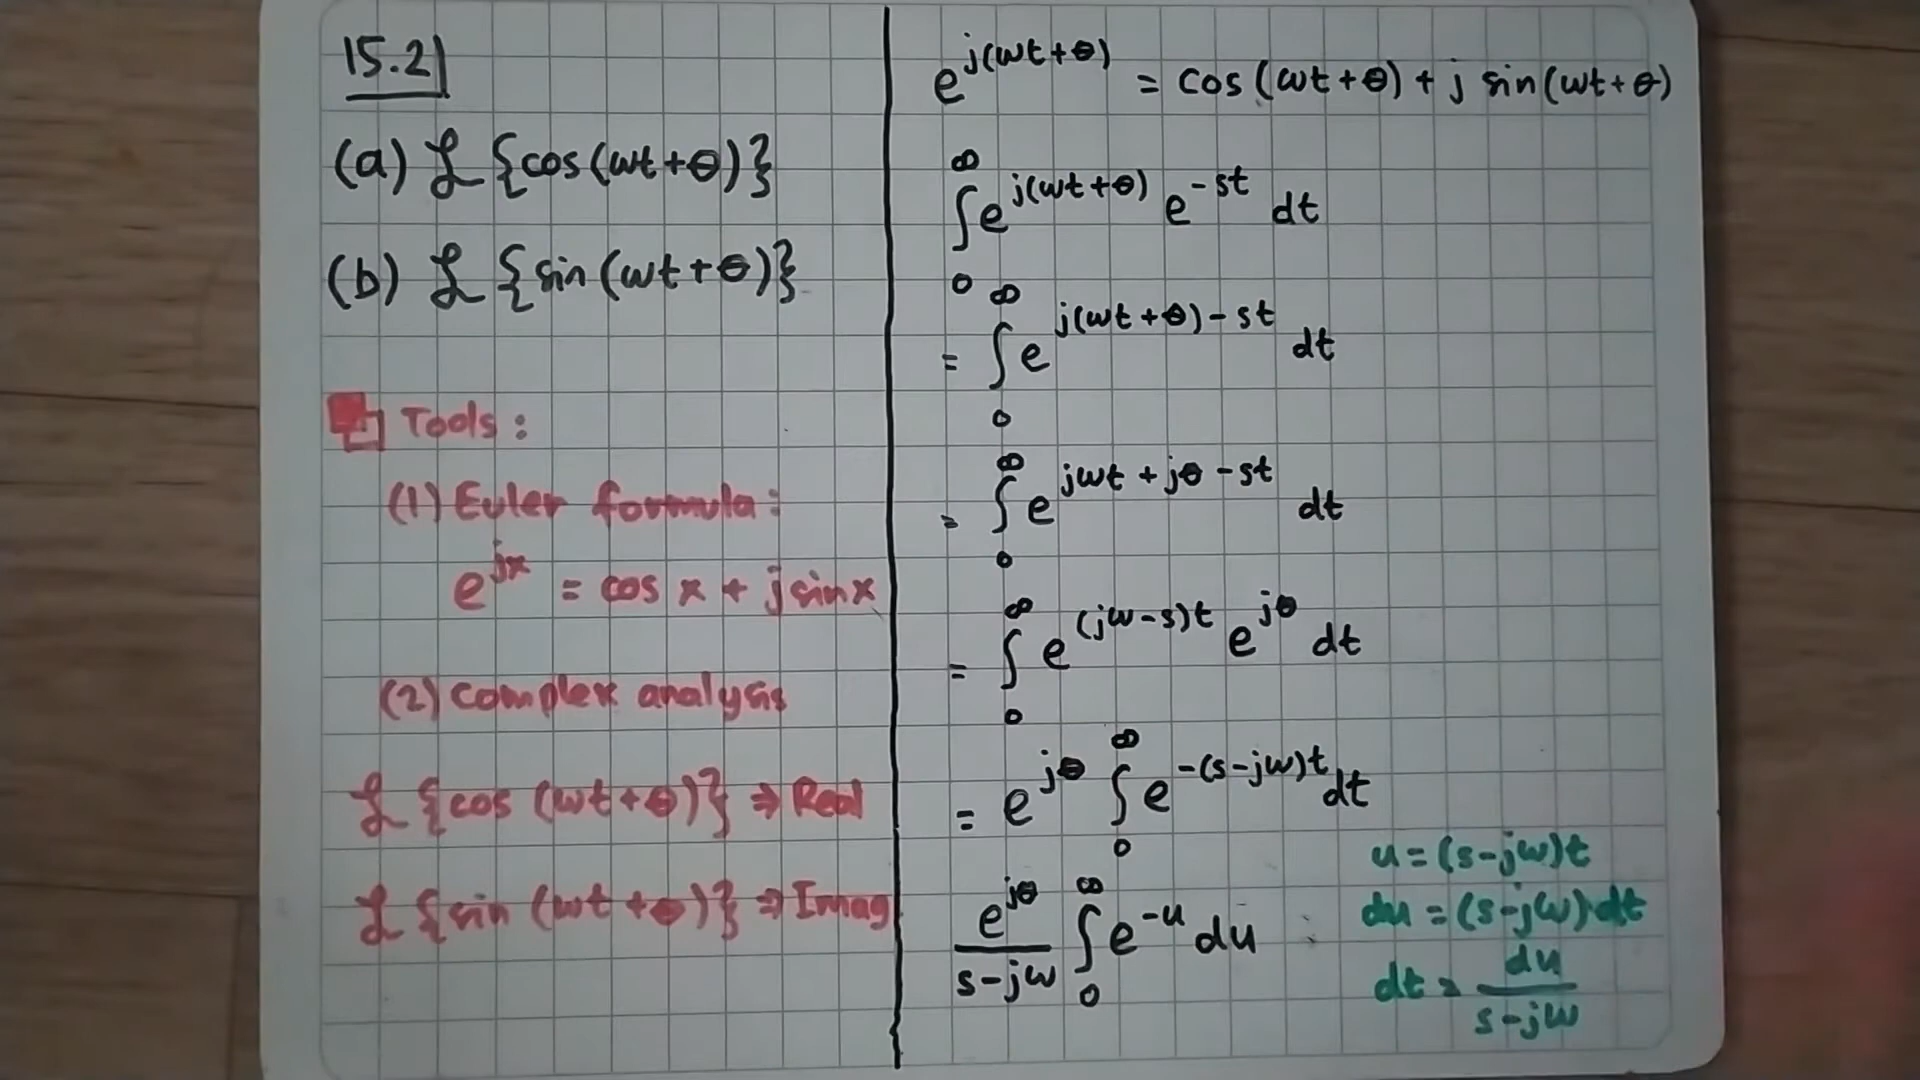 15.2
(a) ℒ {cos(ωt+θ)}
(b) ℒ {sin(ωt+θ)}
Tools:
(1) Euler formula:
e^{jx} = cos x + j sin x
(2) Complex analysis
ℒ {cos (ωt+θ)} ⇒ Real
ℒ {sin (ωt+θ)} ⇒ Imag
e^{j(ωt+θ)} = cos(ωt+θ) + j sin(ωt+θ)
∫_0^∞ e^{j(ωt+θ)} e^{-st} dt
= ∫_0^∞ e^{j(ωt+θ)-st} dt
= ∫_0^∞ e^{jωt+jθ-st} dt
= ∫_0^∞ e^{(jω-s)t} e^{jθ} dt
= e^{jθ} ∫_0^∞ e^{-(s-jω)t} dt
e^{jθ}/(s-jω) ∫_0^∞ e^{-u} du
u = (s-jω)t
du = (s-jω)·dt
dt = du/(s-jω)